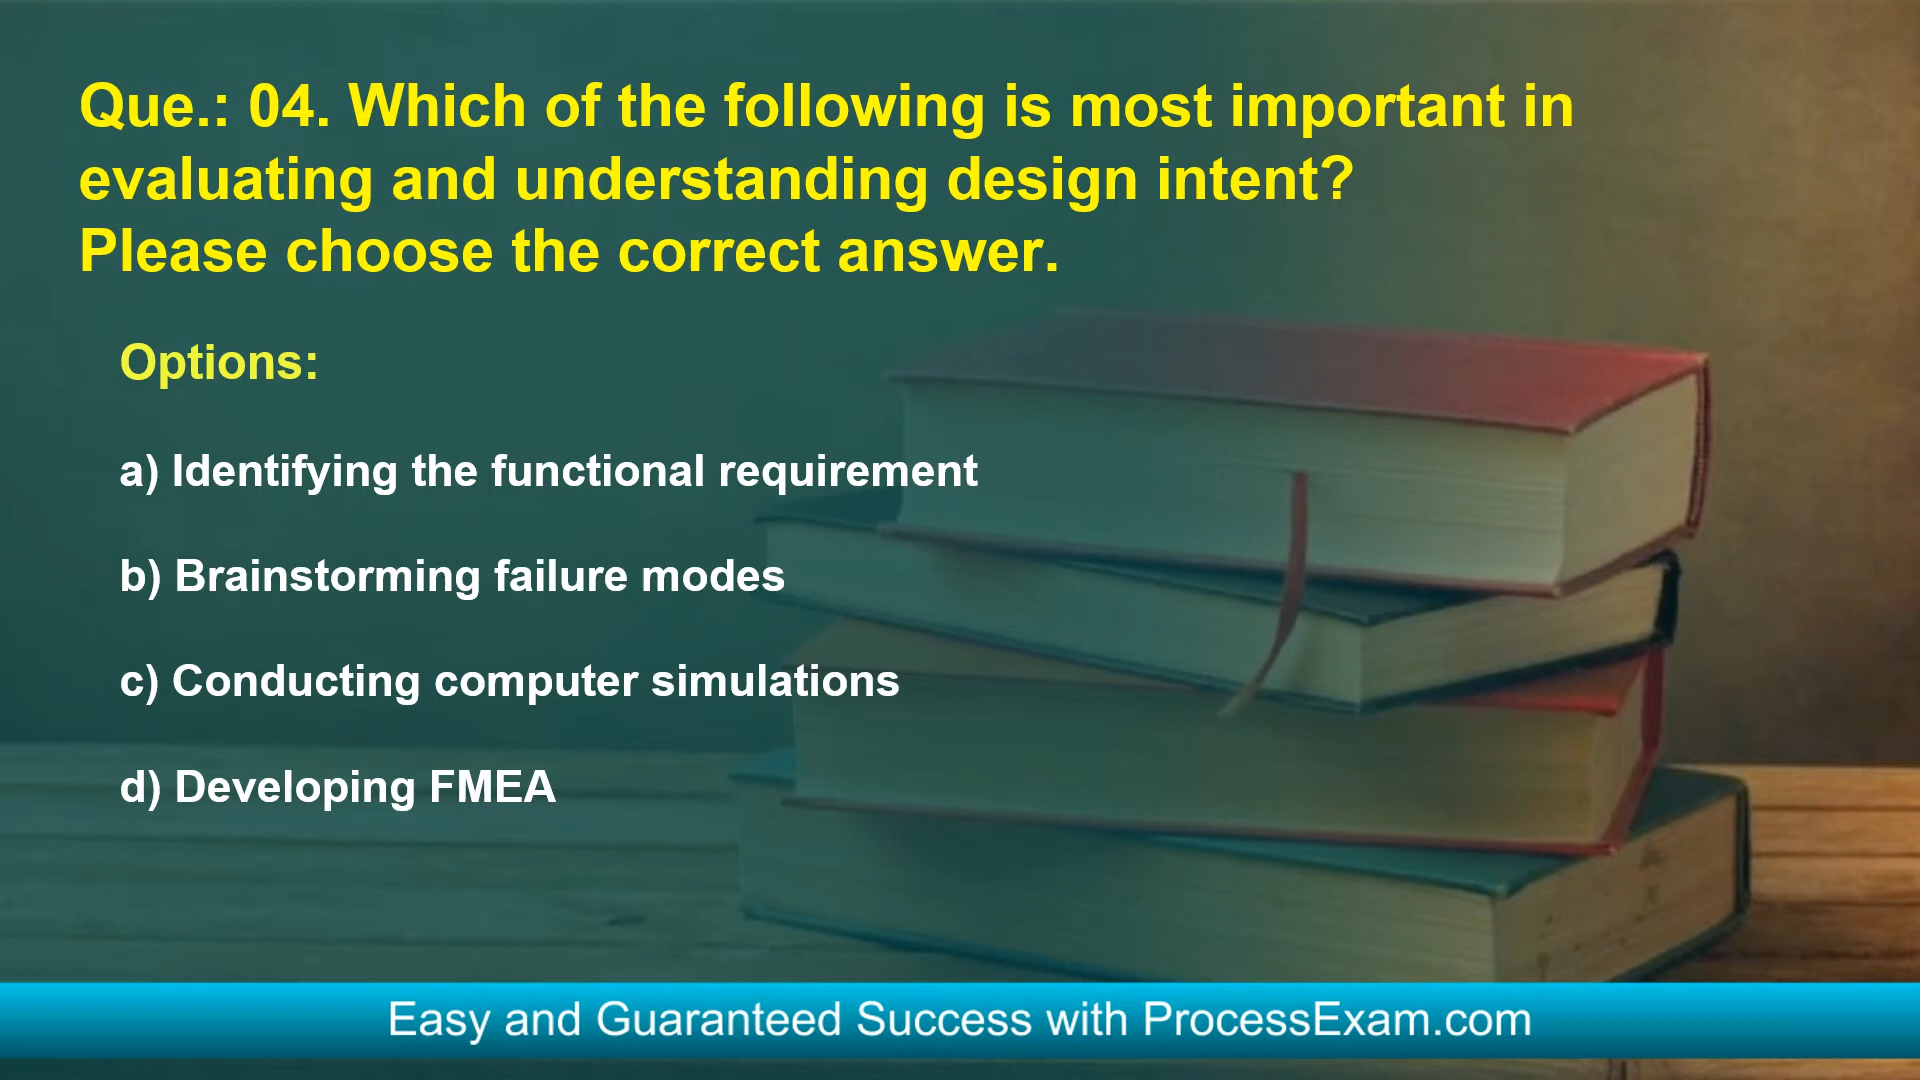 Que.: 04. Which of the following is most important in
evaluating and understanding design intent?
Please choose the correct answer.
Options:
a) Identifying the functional requirement
b) Brainstorming failure modes
c) Conducting computer simulations
d) Developing FMEA
Easy and Guaranteed Success with ProcessExam.com